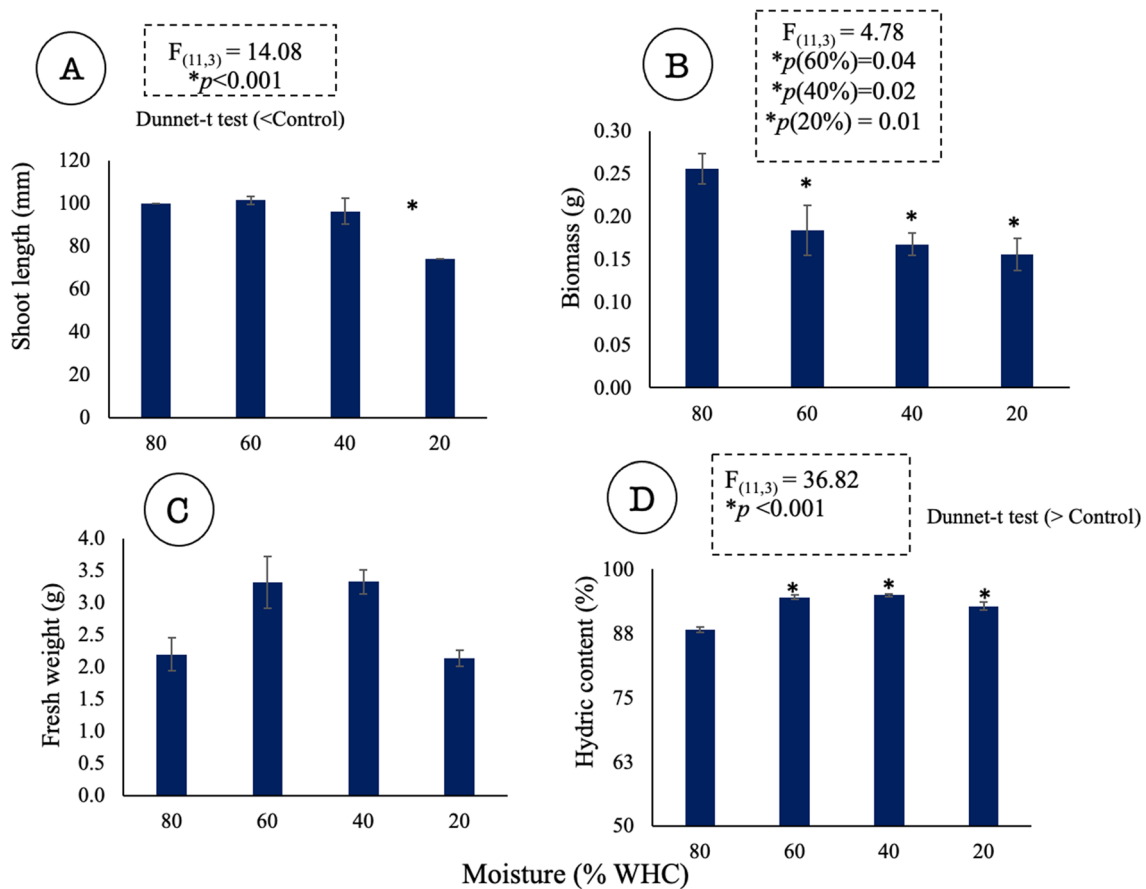 A
F(11,3) = 14.08
*p<0.001
Dunnet-t test (<Control)
Shoot length (mm)
120
100
80
60
40
20
0
*
80 60 40 20
B
F(11,3) = 4.78
*p(60%)=0.04
*p(40%)=0.02
*p(20%) = 0.01
Biomass (g)
0.30
0.25
0.20
0.15
0.10
0.05
0.00
* * *
80 60 40 20
C
Fresh weight (g)
4.0
3.5
3.0
2.5
2.0
1.5
1.0
0.5
0.0
80 60 40 20
D
F(11,3) = 36.82
*p <0.001
Dunnet-t test (> Control)
Hydric content (%)
100
88
75
63
50
* * *
80 60 40 20
Moisture (% WHC)